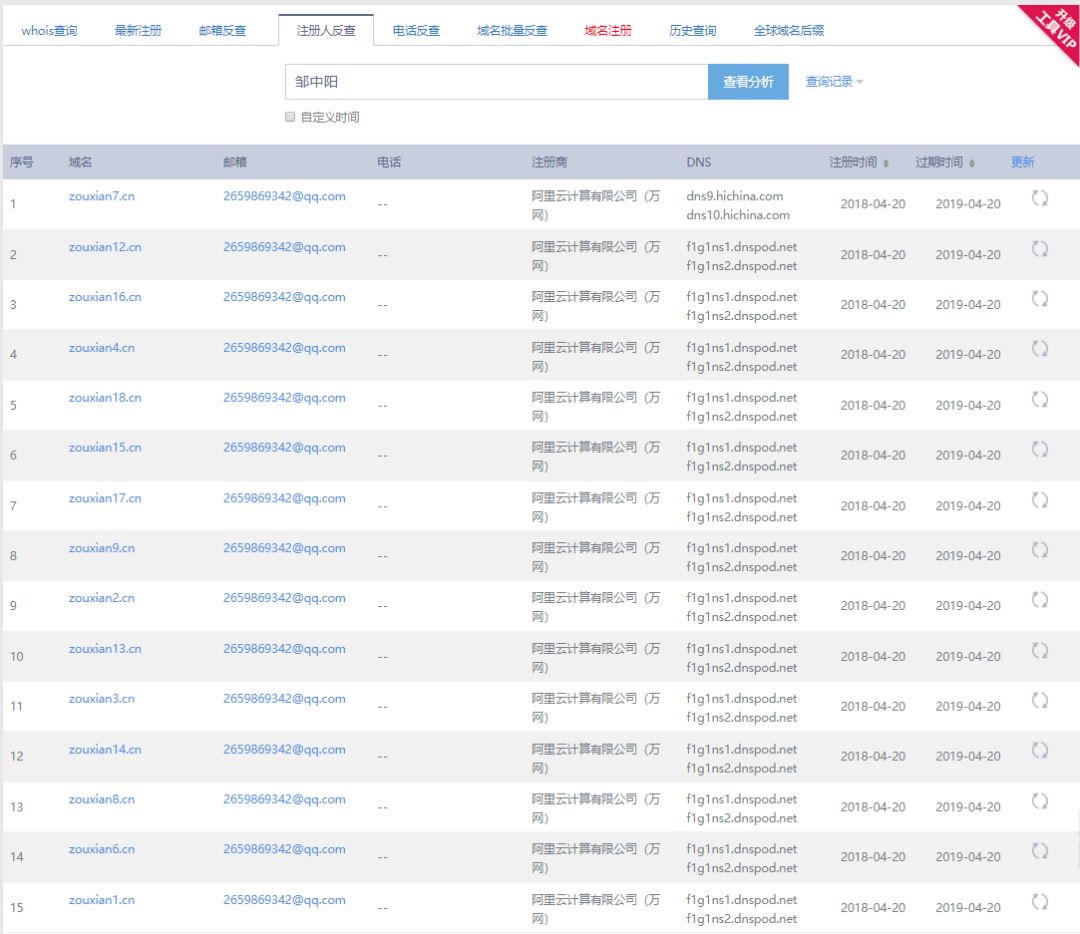 whois查询 最新注册 邮箱反查 注册人反查 电话反查 域名批量反查 域名注册 历史查询 全球域名后缀
升级
工具VIP
邹中阳 查看分析 查询记录
自定义时间
序号 域名 邮箱 电话 注册商 DNS 注册时间 过期时间 更新
1 zouxian7.cn 2659869342@qq.com -- 阿里云计算有限公司（万 dns9.hichina.com 2018-04-20 2019-04-20
网） dns10.hichina.com
2 zouxian12.cn 2659869342@qq.com -- 阿里云计算有限公司（万 f1g1ns1.dnspod.net 2018-04-20 2019-04-20
网） f1g1ns2.dnspod.net
3 zouxian16.cn 2659869342@qq.com -- 阿里云计算有限公司（万 f1g1ns1.dnspod.net 2018-04-20 2019-04-20
网） f1g1ns2.dnspod.net
4 zouxian4.cn 2659869342@qq.com -- 阿里云计算有限公司（万 f1g1ns1.dnspod.net 2018-04-20 2019-04-20
网） f1g1ns2.dnspod.net
5 zouxian18.cn 2659869342@qq.com -- 阿里云计算有限公司（万 f1g1ns1.dnspod.net 2018-04-20 2019-04-20
网） f1g1ns2.dnspod.net
6 zouxian15.cn 2659869342@qq.com -- 阿里云计算有限公司（万 f1g1ns1.dnspod.net 2018-04-20 2019-04-20
网） f1g1ns2.dnspod.net
7 zouxian17.cn 2659869342@qq.com -- 阿里云计算有限公司（万 f1g1ns1.dnspod.net 2018-04-20 2019-04-20
网） f1g1ns2.dnspod.net
8 zouxian9.cn 2659869342@qq.com -- 阿里云计算有限公司（万 f1g1ns1.dnspod.net 2018-04-20 2019-04-20
网） f1g1ns2.dnspod.net
9 zouxian2.cn 2659869342@qq.com -- 阿里云计算有限公司（万 f1g1ns1.dnspod.net 2018-04-20 2019-04-20
网） f1g1ns2.dnspod.net
10 zouxian13.cn 2659869342@qq.com -- 阿里云计算有限公司（万 f1g1ns1.dnspod.net 2018-04-20 2019-04-20
网） f1g1ns2.dnspod.net
11 zouxian3.cn 2659869342@qq.com -- 阿里云计算有限公司（万 f1g1ns1.dnspod.net 2018-04-20 2019-04-20
网） f1g1ns2.dnspod.net
12 zouxian14.cn 2659869342@qq.com -- 阿里云计算有限公司（万 f1g1ns1.dnspod.net 2018-04-20 2019-04-20
网） f1g1ns2.dnspod.net
13 zouxian8.cn 2659869342@qq.com -- 阿里云计算有限公司（万 f1g1ns1.dnspod.net 2018-04-20 2019-04-20
网） f1g1ns2.dnspod.net
14 zouxian6.cn 2659869342@qq.com -- 阿里云计算有限公司（万 f1g1ns1.dnspod.net 2018-04-20 2019-04-20
网） f1g1ns2.dnspod.net
15 zouxian1.cn 2659869342@qq.com -- 阿里云计算有限公司（万 f1g1ns1.dnspod.net 2018-04-20 2019-04-20
网） f1g1ns2.dnspod.net